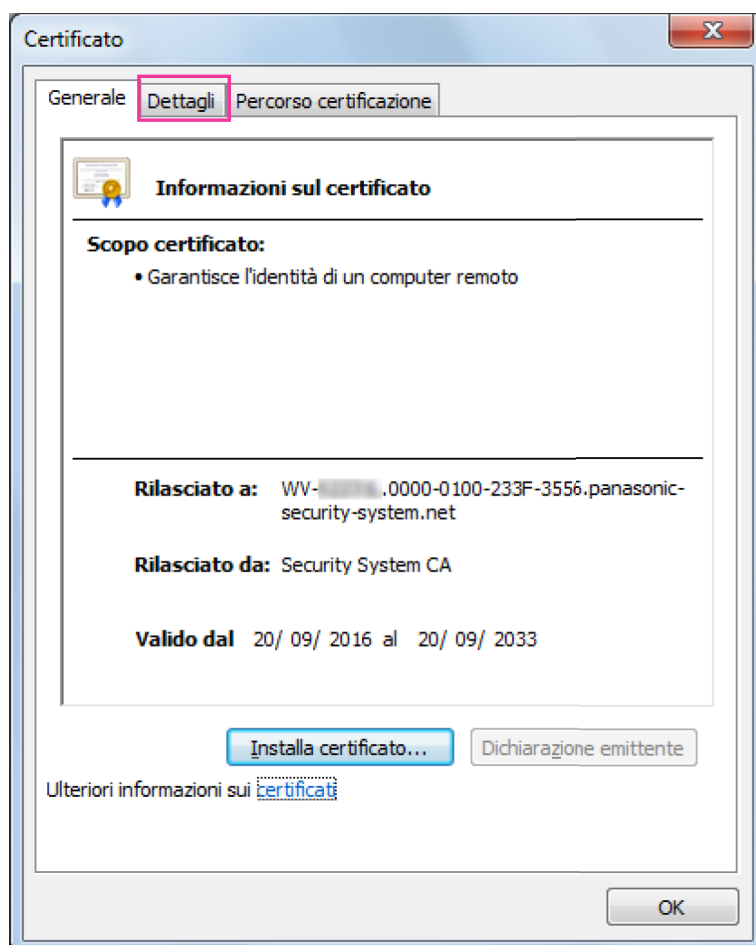 Certificato
Generale Dettagli Percorso certificazione
Informazioni sul certificato
Scopo certificato:
• Garantisce l'identità di un computer remoto
Rilasciato a: WV- .0000-0100-233F-3556.panasonic-
security-system.net
Rilasciato da: Security System CA
Valido dal 20/ 09/ 2016 al 20/ 09/ 2033
Installa certificato... Dichiarazione emittente
Ulteriori informazioni sui certificati
OK